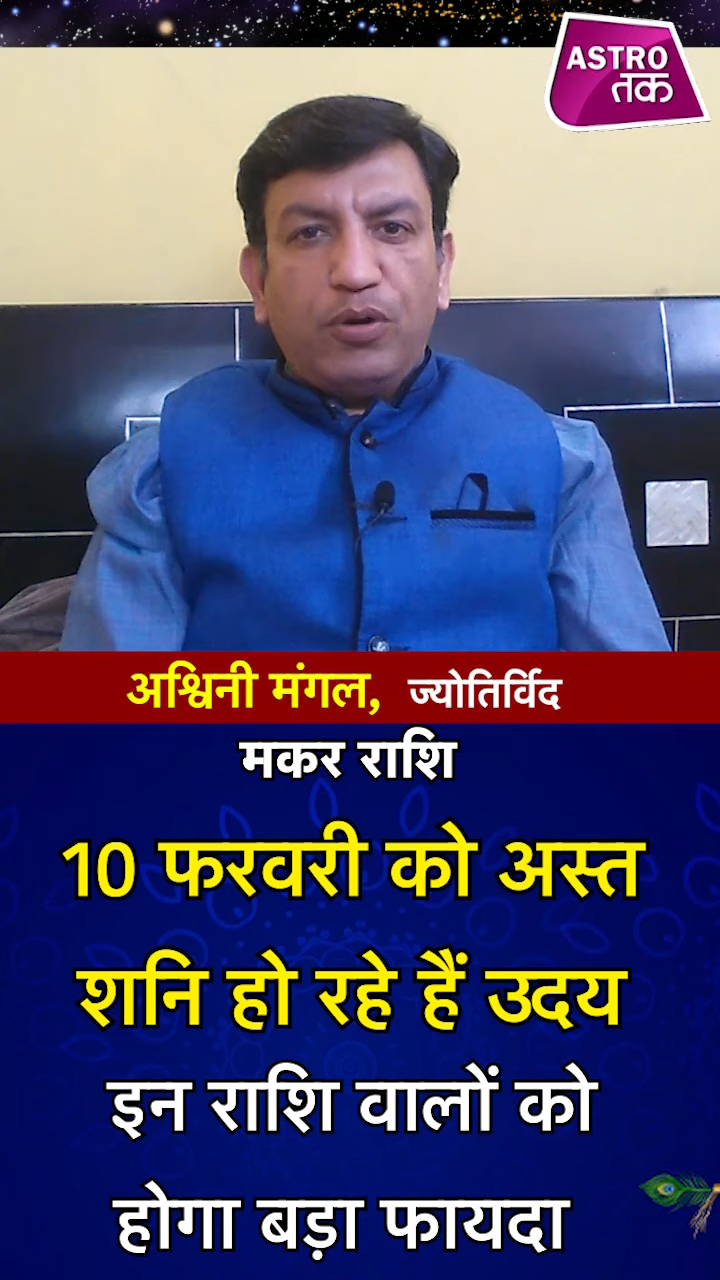 ASTRO
तक
अश्विनी मंगल, ज्योतिर्विद
मकर राशि
10 फरवरी को अस्त
शनि हो रहे हैं उदय
इन राशि वालों को
होगा बड़ा फायदा